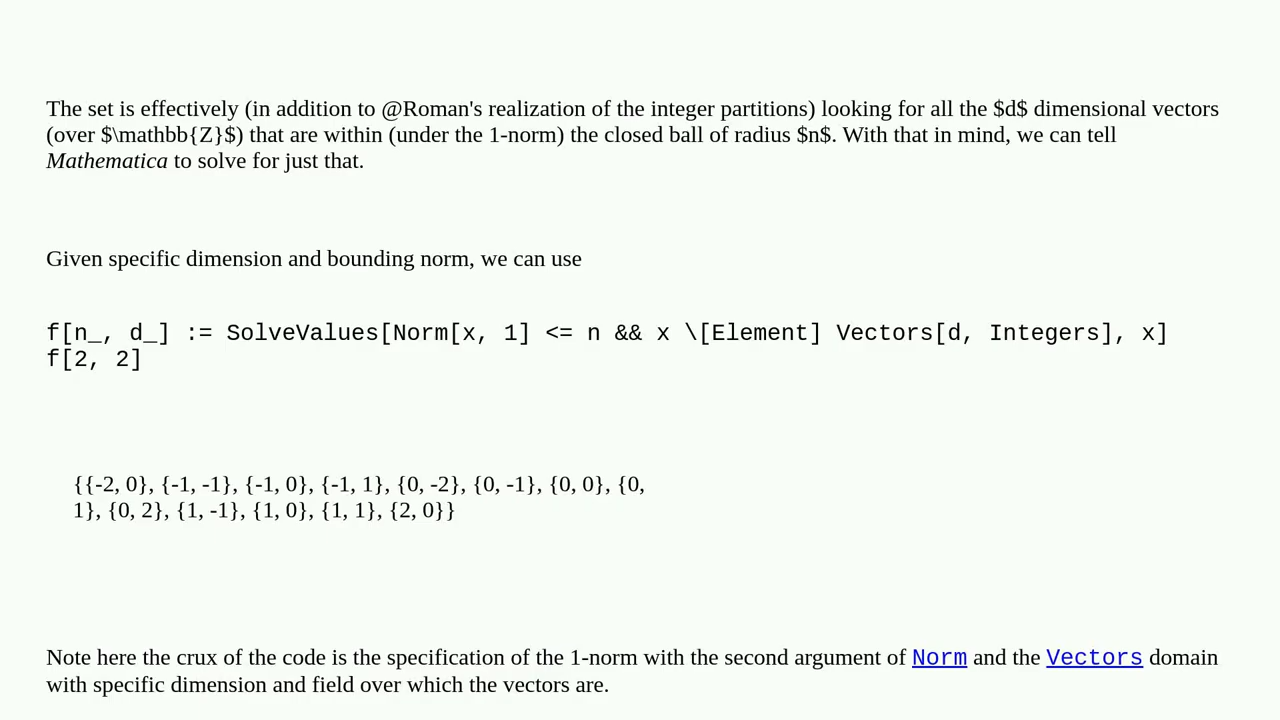 The set is effectively (in addition to @Roman's realization of the integer partitions) looking for all the $d$ dimensional vectors
(over $\mathbb{Z}$) that are within (under the 1-norm) the closed ball of radius $n$. With that in mind, we can tell
Mathematica to solve for just that.
Given specific dimension and bounding norm, we can use
f[n_, d_] := SolveValues[Norm[x, 1] <= n && x \[Element] Vectors[d, Integers], x]
f[2, 2]
{{-2, 0}, {-1, -1}, {-1, 0}, {-1, 1}, {0, -2}, {0, -1}, {0, 0}, {0,
1}, {0, 2}, {1, -1}, {1, 0}, {1, 1}, {2, 0}}
Note here the crux of the code is the specification of the 1-norm with the second argument of Norm and the Vectors domain
with specific dimension and field over which the vectors are.